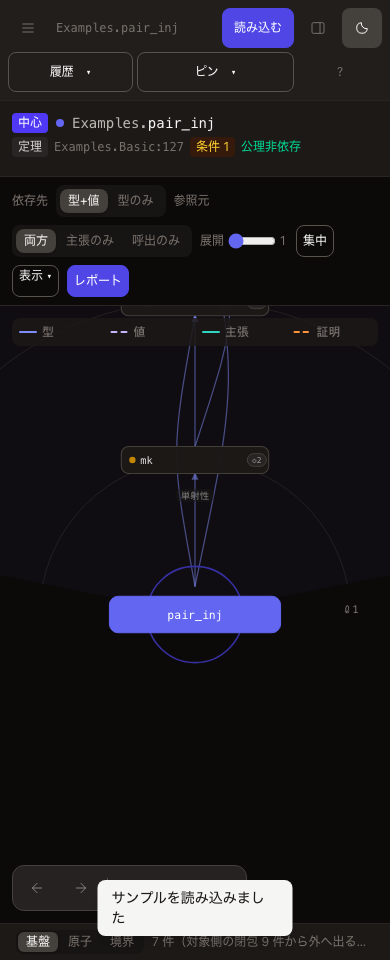 Examples.pair_inj
読み込む
履歴 ▾
ピン ▾
?
中心 Examples.pair_inj
定理 Examples.Basic:127 条件 1 公理非依存
依存先 型+値 型のみ 参照元
両方 主張のみ 呼出のみ 展開 1 集中
表示 ▾ レポート
型 値 主張 証明
mk ◇2
単射性
pair_inj
1
サンプルを読み込みまし
た
基盤 原子 境界 7 件（対象側の閉包 9 件から外へ出る...